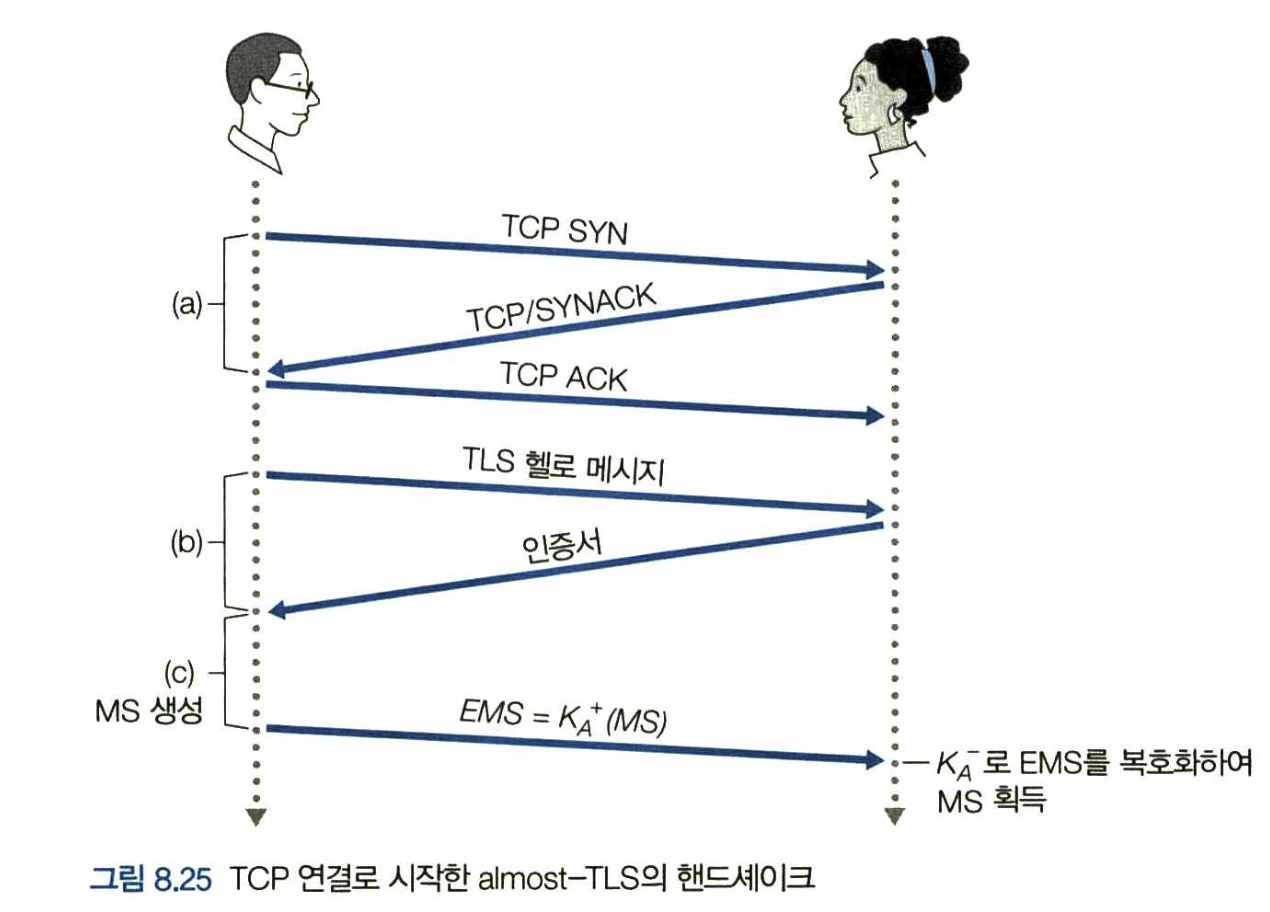 TCP SYN
(a)
TCP/SYNACK
TCP ACK
TLS 헬로 메시지
(b)
인증서
(c)
MS 생성
EMS = K_A^+(MS)
K_A^-로 EMS를 복호화하여
MS 획득
그림 8.25 TCP 연결로 시작한 almost-TLS의 핸드셰이크